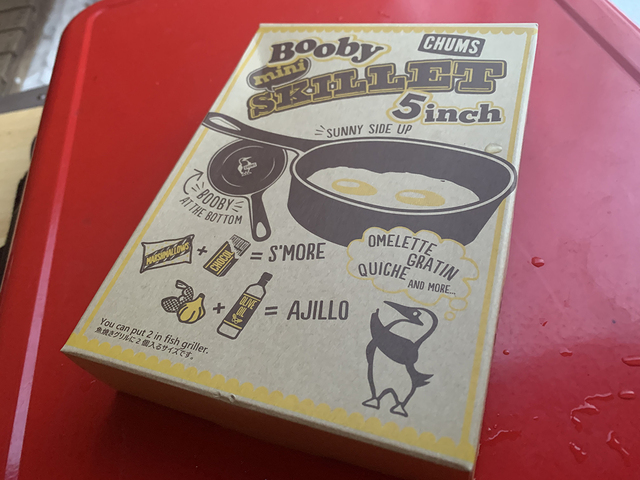 Booby
CHUMS
mini
SKILLET
5inch
SUNNY SIDE UP
BOOBY
AT THE BOTTOM
MARSHMALLOWS
+
CHOCO
= S'MORE
OMELETTE
GRATIN
QUICHE
AND MORE...
+
OLIVE
OIL
= AJILLO
You can put 2 in fish griller.
魚焼きグリルに2個入るサイズです。